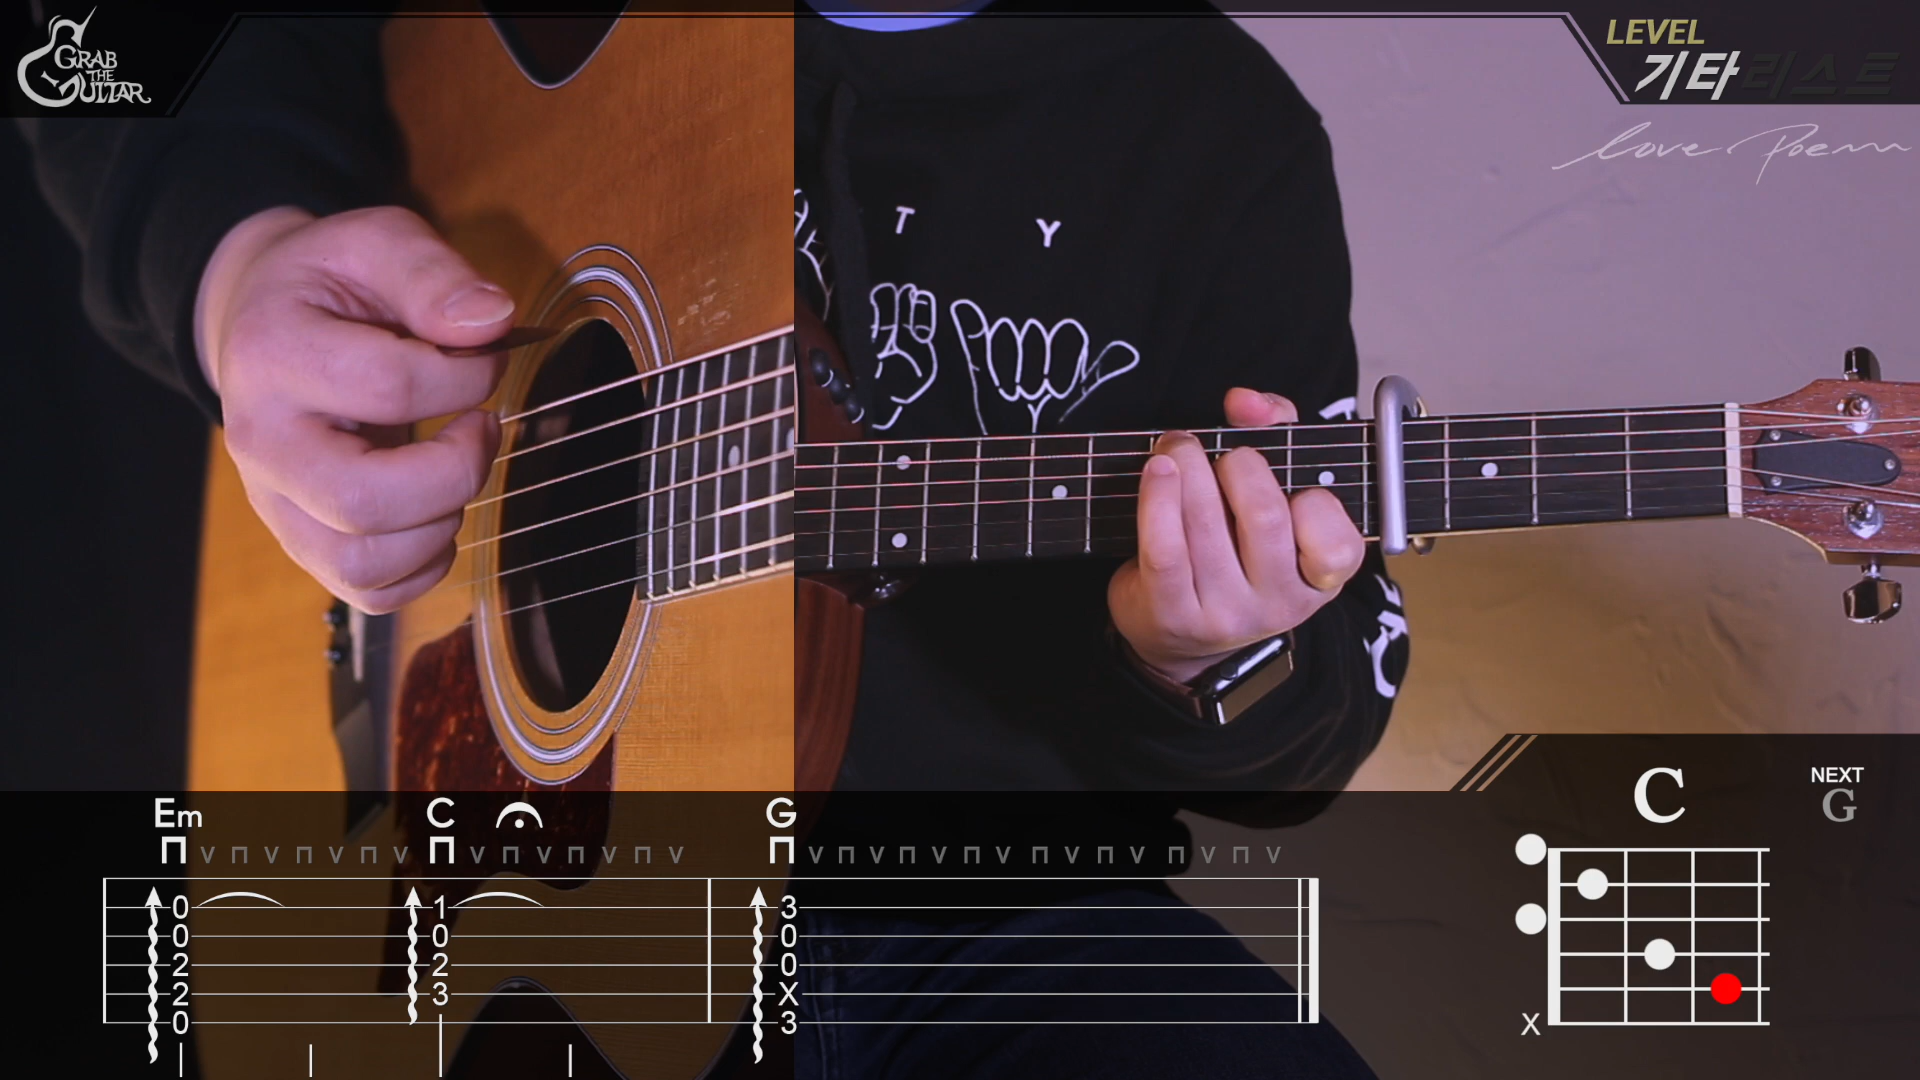 GRAB
THE
GUITAR
LEVEL
기타리스트
Love Poem
T Y
Em C G
0 1 3
0 0 0
2 2 0
2 3 X
0 3
C
NEXT
G
X